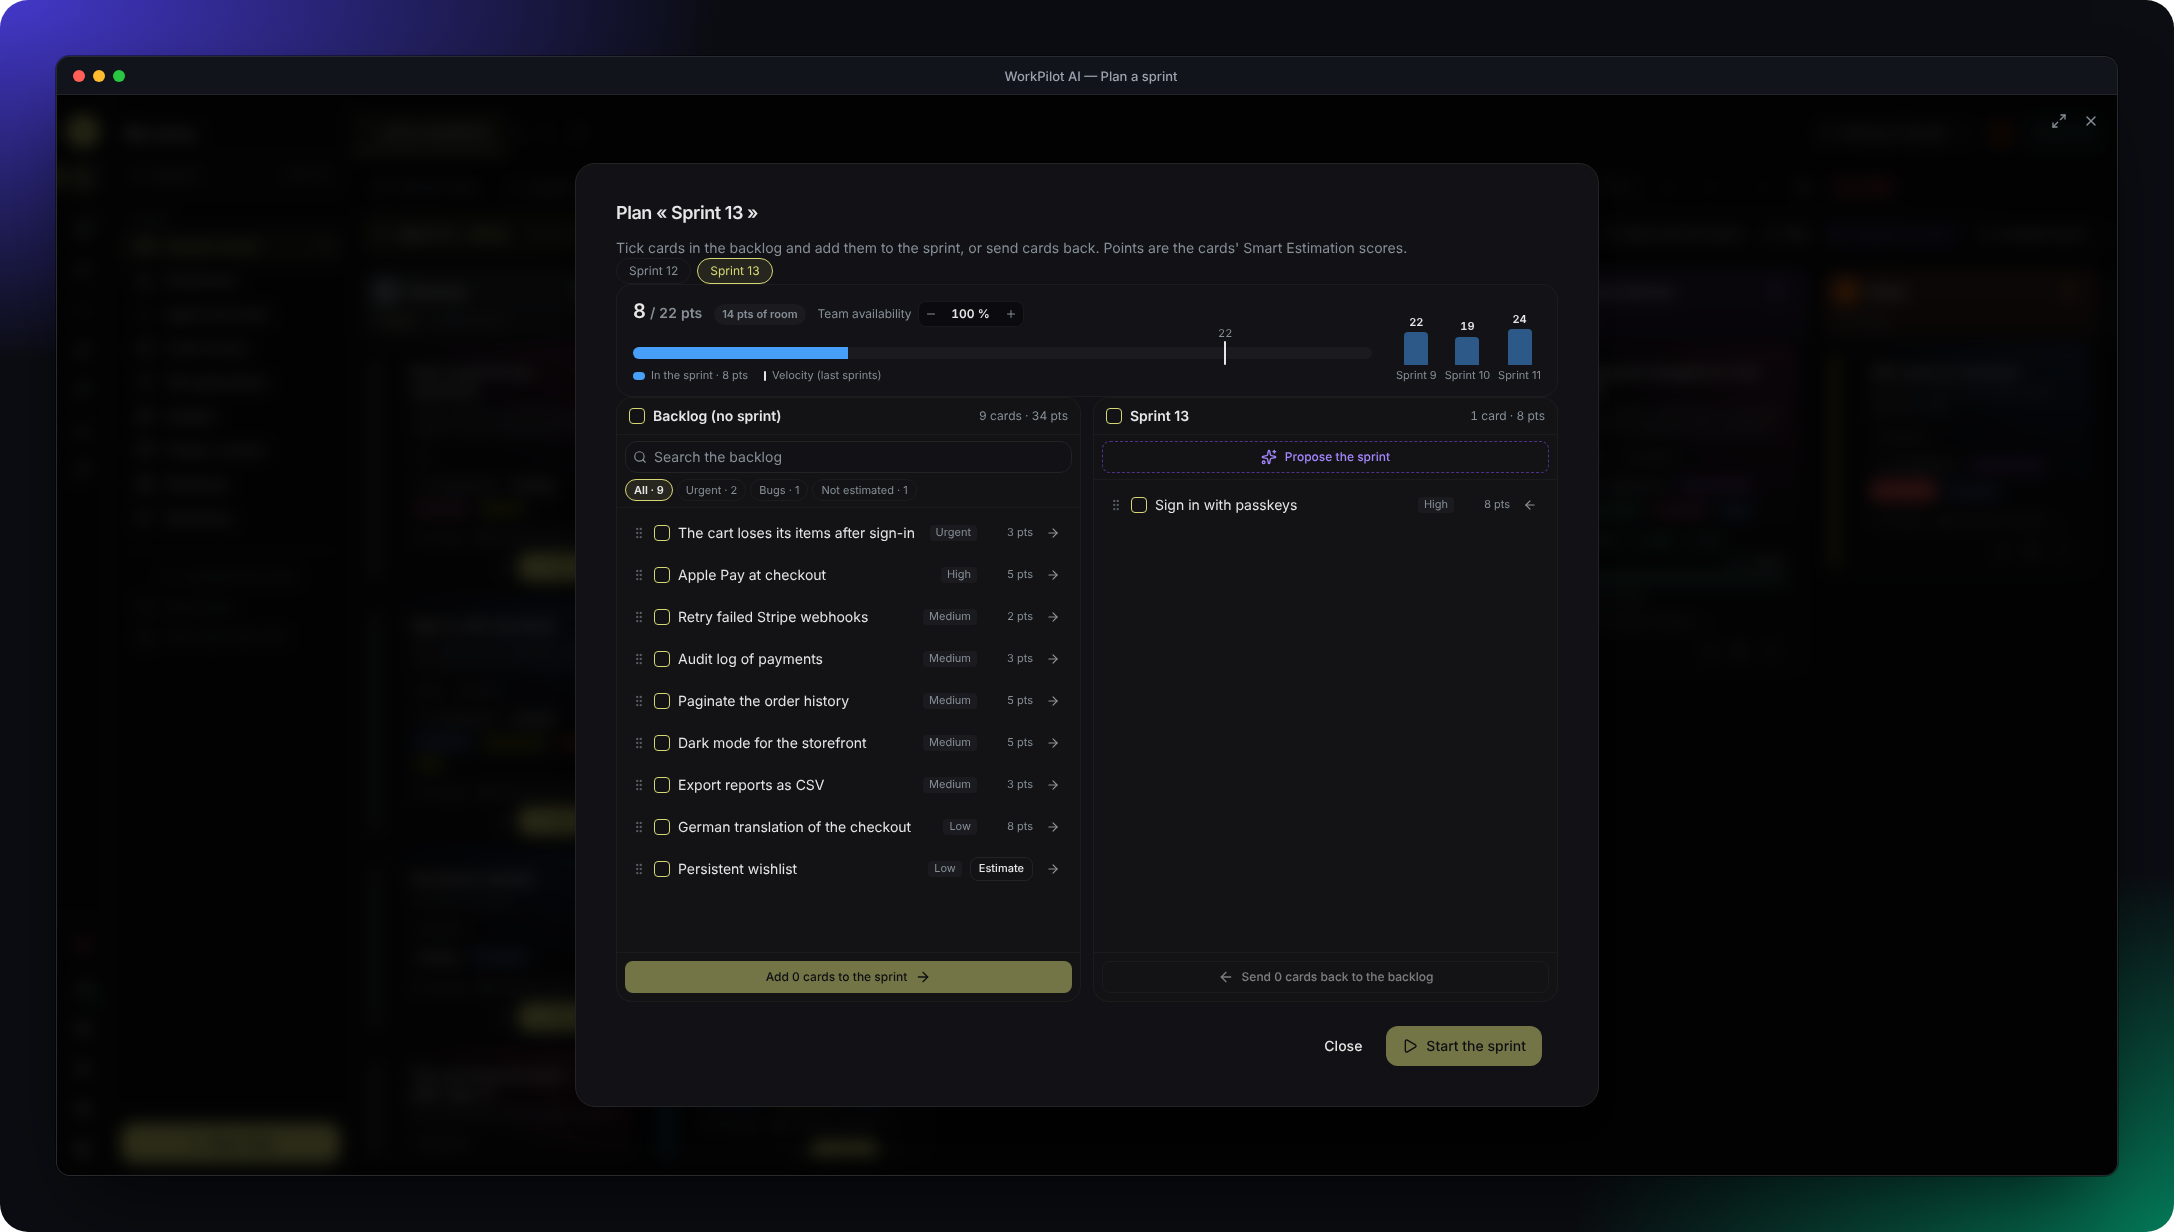 WorkPilot AI — Plan a sprint
Plan « Sprint 13 »
Tick cards in the backlog and add them to the sprint, or send cards back. Points are the cards' Smart Estimation scores.
Sprint 12
Sprint 13
8 / 22 pts
14 pts of room
Team availability
100 %
22
In the sprint · 8 pts
Velocity (last sprints)
22
19
24
Sprint 9
Sprint 10
Sprint 11
Backlog (no sprint)
9 cards · 34 pts
Search the backlog
All · 9
Urgent · 2
Bugs · 1
Not estimated · 1
The cart loses its items after sign-in Urgent 3 pts
Apple Pay at checkout High 5 pts
Retry failed Stripe webhooks Medium 2 pts
Audit log of payments Medium 3 pts
Paginate the order history Medium 5 pts
Dark mode for the storefront Medium 5 pts
Export reports as CSV Medium 3 pts
German translation of the checkout Low 8 pts
Persistent wishlist Low Estimate
Add 0 cards to the sprint
Sprint 13
1 card · 8 pts
Propose the sprint
Sign in with passkeys High 8 pts
Send 0 cards back to the backlog
Close
Start the sprint